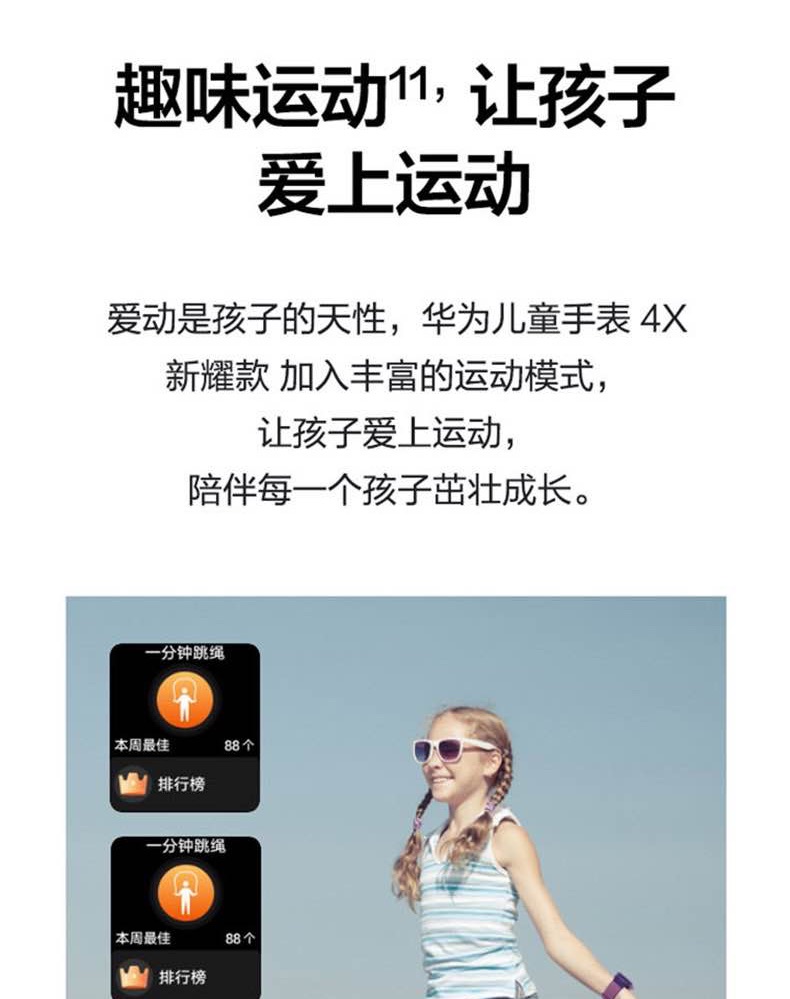 趣味运动11，让孩子
爱上运动
爱动是孩子的天性，华为儿童手表 4X
新耀款 加入丰富的运动模式，
让孩子爱上运动，
陪伴每一个孩子茁壮成长。
一分钟跳绳
本周最佳 88个
排行榜
一分钟跳绳
本周最佳 88个
排行榜